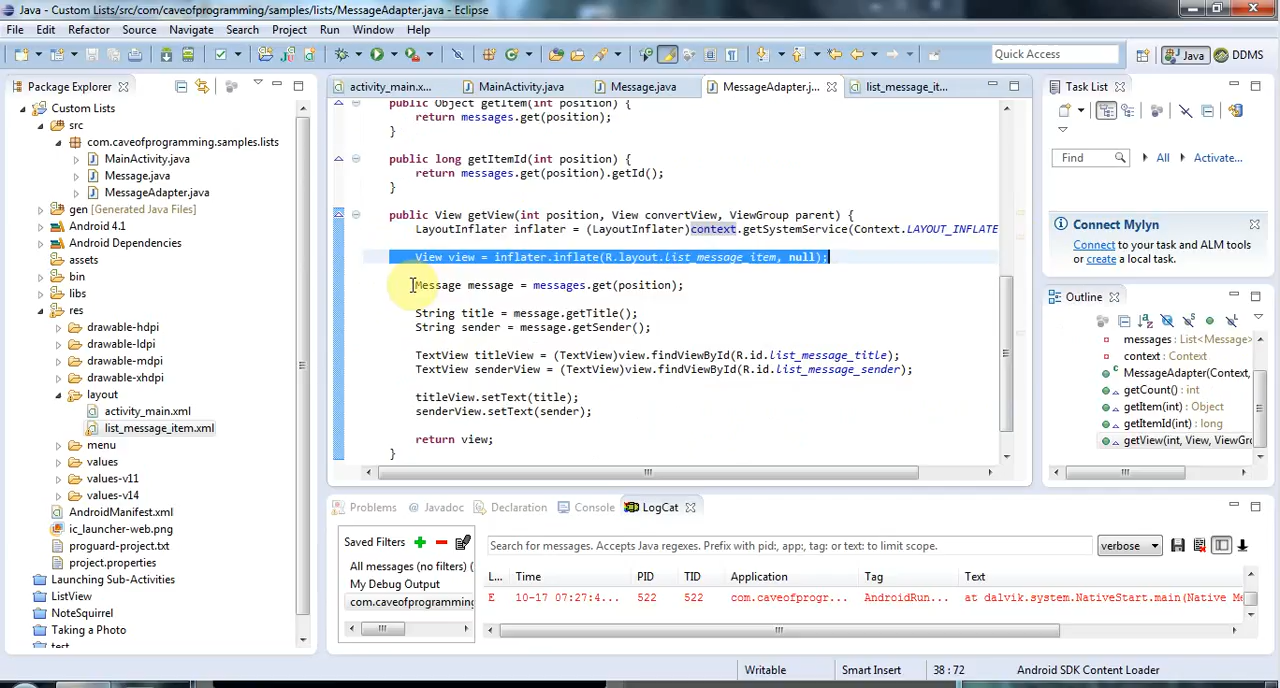 Java - Custom Lists/src/com/caveofprogramming/samples/lists/MessageAdapter.java - Eclipse
File Edit Refactor Source Navigate Search Project Run Window Help
Quick Access
Java
DDMS
Package Explorer
Custom Lists
src
com.caveofprogramming.samples.lists
MainActivity.java
Message.java
MessageAdapter.java
gen [Generated Java Files]
Android 4.1
Android Dependencies
assets
bin
libs
res
drawable-hdpi
drawable-ldpi
drawable-mdpi
drawable-xhdpi
layout
activity_main.xml
list_message_item.xml
menu
values
values-v11
values-v14
AndroidManifest.xml
ic_launcher-web.png
proguard-project.txt
project.properties
Launching Sub-Activities
ListView
NoteSquirrel
Taking a Photo
test
activity_main.x... MainActivity.java Message.java MessageAdapter.j... list_message_it...
public Object getItem(int position) {
return messages.get(position);
}
public long getItemId(int position) {
return messages.get(position).getId();
}
public View getView(int position, View convertView, ViewGroup parent) {
LayoutInflater inflater = (LayoutInflater)context.getSystemService(Context.LAYOUT_INFLATE
View view = inflater.inflate(R.layout.list_message_item, null);
Message message = messages.get(position);
String title = message.getTitle();
String sender = message.getSender();
TextView titleView = (TextView)view.findViewById(R.id.list_message_title);
TextView senderView = (TextView)view.findViewById(R.id.list_message_sender);
titleView.setText(title);
senderView.setText(sender);
return view;
}
Task List
Find All Activate...
Connect Mylyn
Connect to your task and ALM tools
or create a local task.
Outline
messages : List<Message>
context : Context
MessageAdapter(Context,
getCount() : int
getItem(int) : Object
getItemId(int) : long
getView(int, View, ViewGro
Problems Javadoc Declaration Console LogCat
Saved Filters
All messages (no filters) (
My Debug Output
com.caveofprogramming
Search for messages. Accepts Java regexes. Prefix with pid:, app:, tag: or text: to limit scope.
verbose
L... Time PID TID Application Tag Text
E 10-17 07:27:4... 522 522 com.caveofprogr... AndroidRun... at dalvik.system.NativeStart.main(Native Me
Writable Smart Insert 38 : 72 Android SDK Content Loader